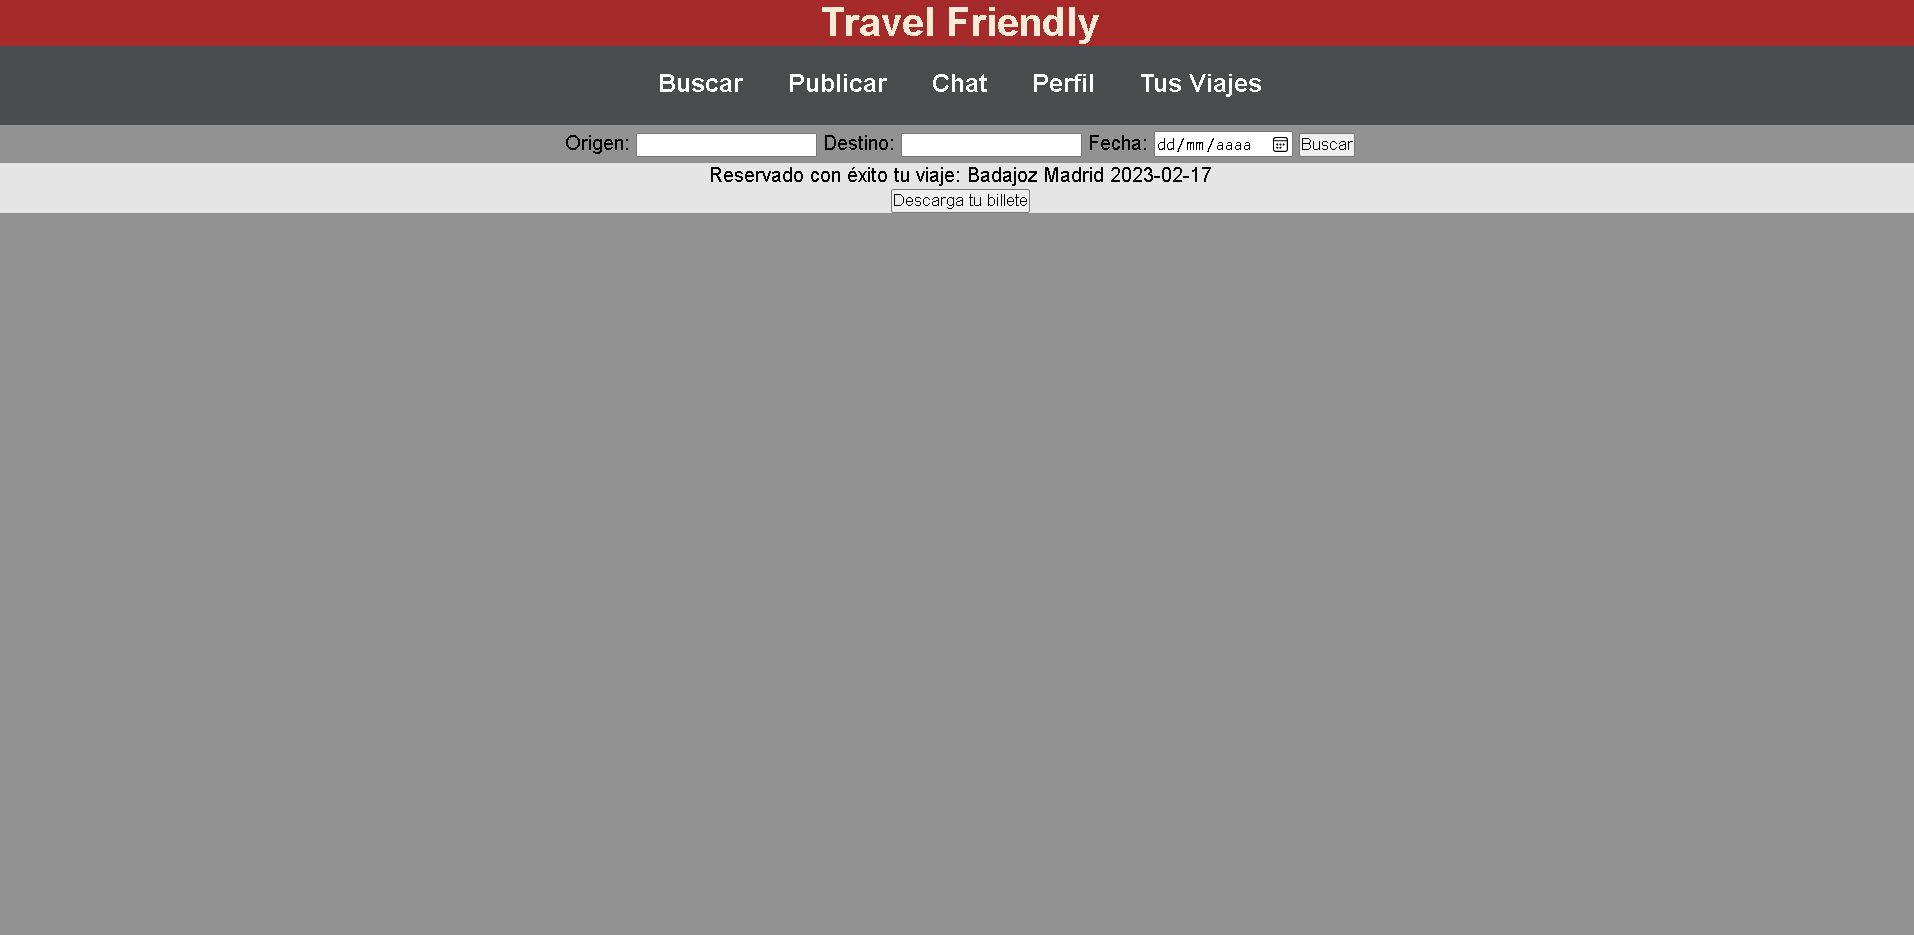 Travel Friendly
Buscar Publicar Chat Perfil Tus Viajes
Origen: Destino: Fecha: dd/mm/aaaa Buscar
Reservado con éxito tu viaje: Badajoz Madrid 2023-02-17
Descarga tu billete